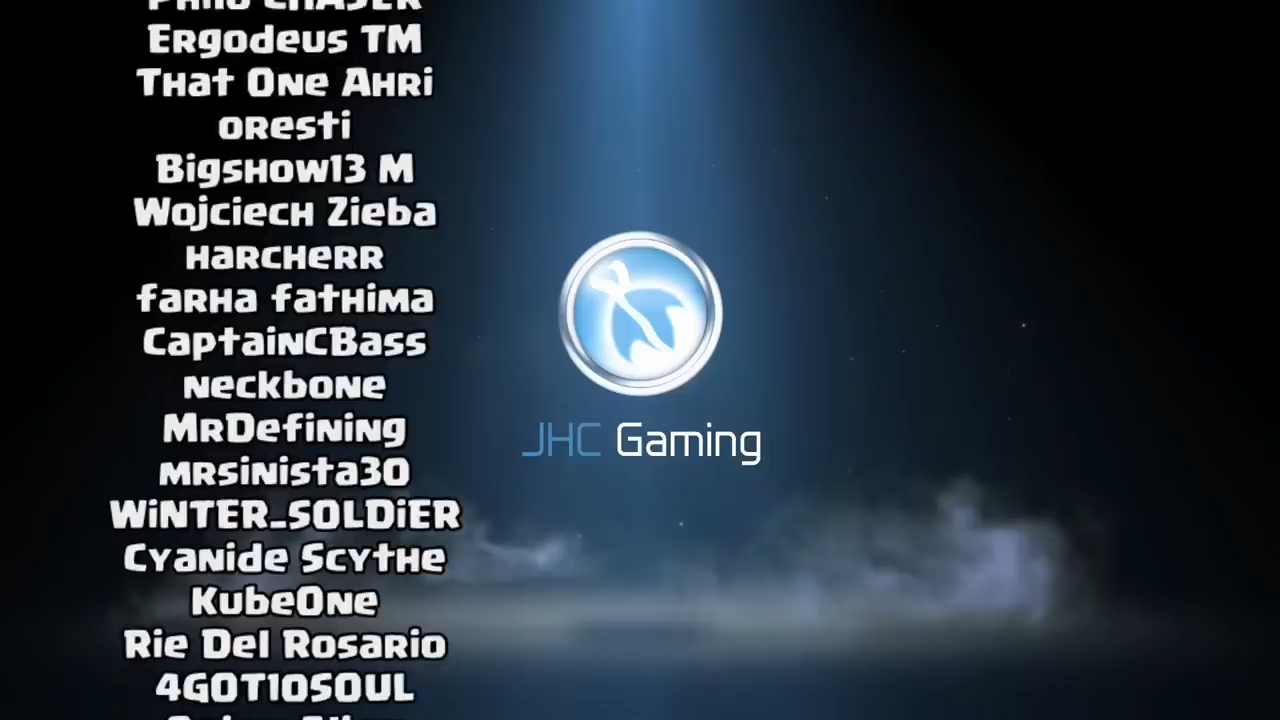 Ergodeus TM
That One Ahri
oresti
Bigshow13 M
Wojciech Zieba
Harcherr
farha fathima
CaptainCBass
neckbone
MrDefining
mrsinista30
WiNTER_SOLDiER
Cyanide Scythe
KubeOne
Rie Del Rosario
4GOT10SOUL
JHC Gaming